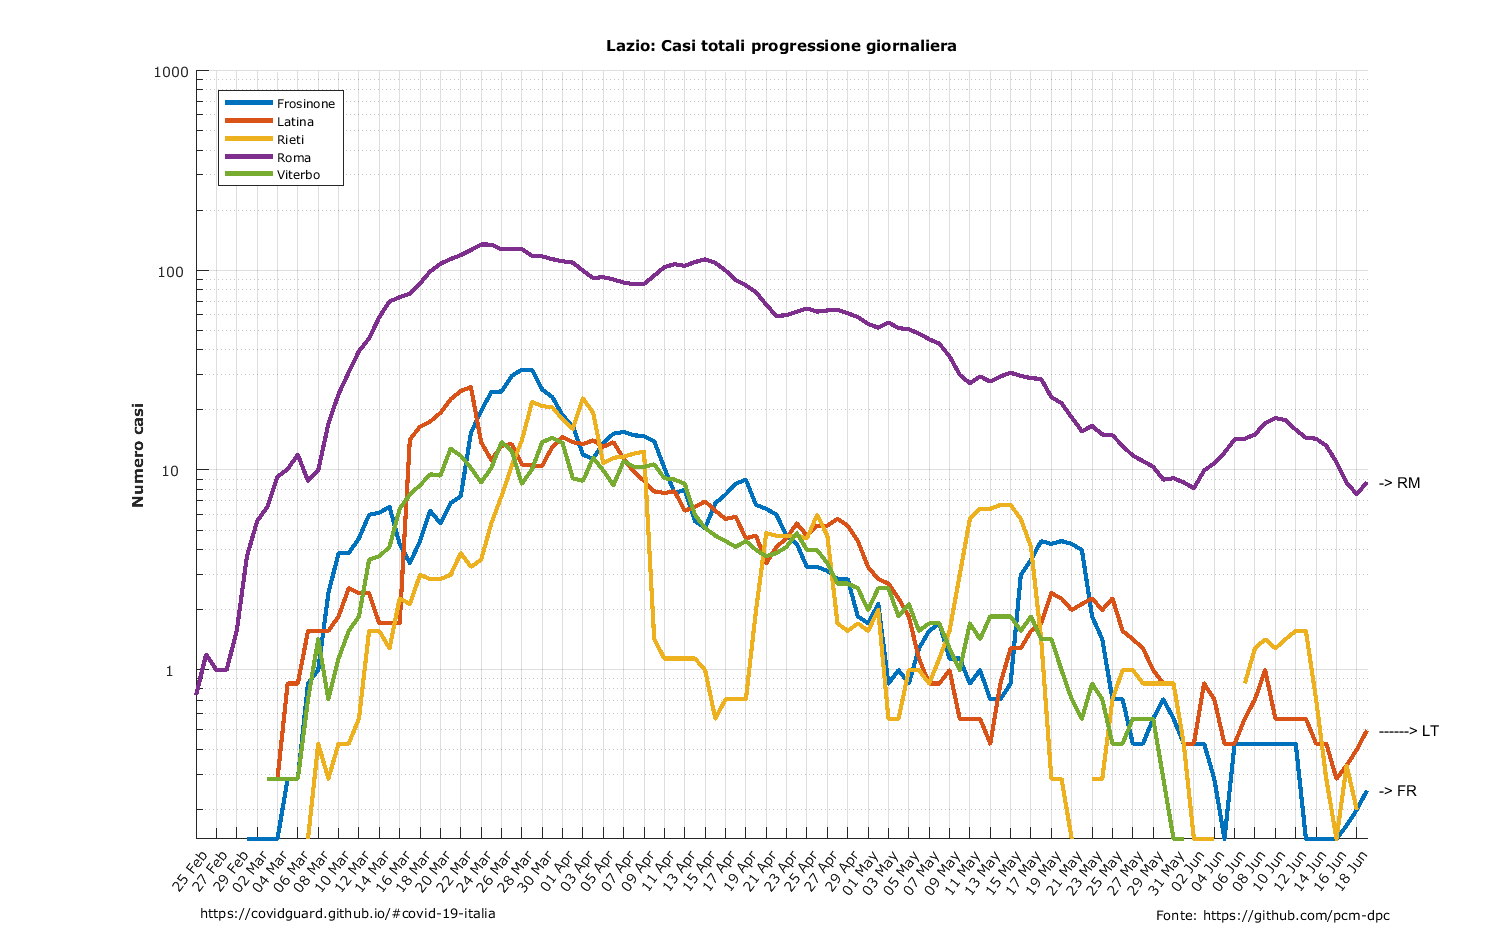 Lazio: Casi totali progressione giornaliera
1000
100
10
1
Numero casi
Frosinone
Latina
Rieti
Roma
Viterbo
-> RM
------> LT
-> FR
25 Feb
27 Feb
29 Feb
02 Mar
04 Mar
06 Mar
08 Mar
10 Mar
12 Mar
14 Mar
16 Mar
18 Mar
20 Mar
22 Mar
24 Mar
26 Mar
28 Mar
30 Mar
01 Apr
03 Apr
05 Apr
07 Apr
09 Apr
11 Apr
13 Apr
15 Apr
17 Apr
19 Apr
21 Apr
23 Apr
25 Apr
27 Apr
29 Apr
01 May
03 May
05 May
07 May
09 May
11 May
13 May
15 May
17 May
19 May
21 May
23 May
25 May
27 May
29 May
31 May
02 Jun
04 Jun
06 Jun
08 Jun
10 Jun
12 Jun
14 Jun
16 Jun
18 Jun
https://covidguard.github.io/#covid-19-italia
Fonte: https://github.com/pcm-dpc